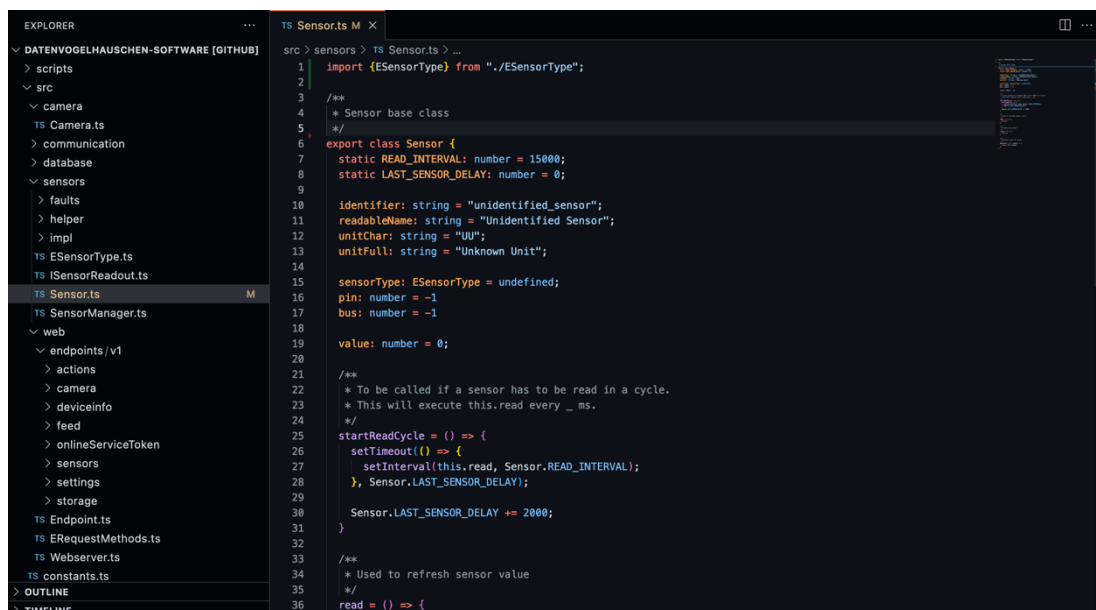 EXPLORER
DATENVOGELHAUSCHEN-SOFTWARE [GITHUB]
scripts
src
camera
TS Camera.ts
communication
database
sensors
faults
helper
impl
TS ESensorType.ts
TS ISensorReadout.ts
TS Sensor.ts M
TS SensorManager.ts
web
endpoints/v1
actions
camera
deviceinfo
feed
onlineServiceToken
sensors
settings
storage
TS Endpoint.ts
TS ERequestMethods.ts
TS Webserver.ts
TS constants.ts
OUTLINE
TIMELINE
TS Sensor.ts M
src > sensors > TS Sensor.ts > ...
1 import {ESensorType} from "./ESensorType";
2
3 /**
4 * Sensor base class
5 */
6 export class Sensor {
7 static READ_INTERVAL: number = 15000;
8 static LAST_SENSOR_DELAY: number = 0;
9
10 identifier: string = "unidentified_sensor";
11 readableName: string = "Unidentified Sensor";
12 unitChar: string = "UU";
13 unitFull: string = "Unknown Unit";
14
15 sensorType: ESensorType = undefined;
16 pin: number = -1
17 bus: number = -1
18
19 value: number = 0;
20
21 /**
22 * To be called if a sensor has to be read in a cycle.
23 * This will execute this.read every _ ms.
24 */
25 startReadCycle = () => {
26 setTimeout(() => {
27 setInterval(this.read, Sensor.READ_INTERVAL);
28 }, Sensor.LAST_SENSOR_DELAY);
29
30 Sensor.LAST_SENSOR_DELAY += 2000;
31 }
32
33 /**
34 * Used to refresh sensor value
35 */
36 read = () => {